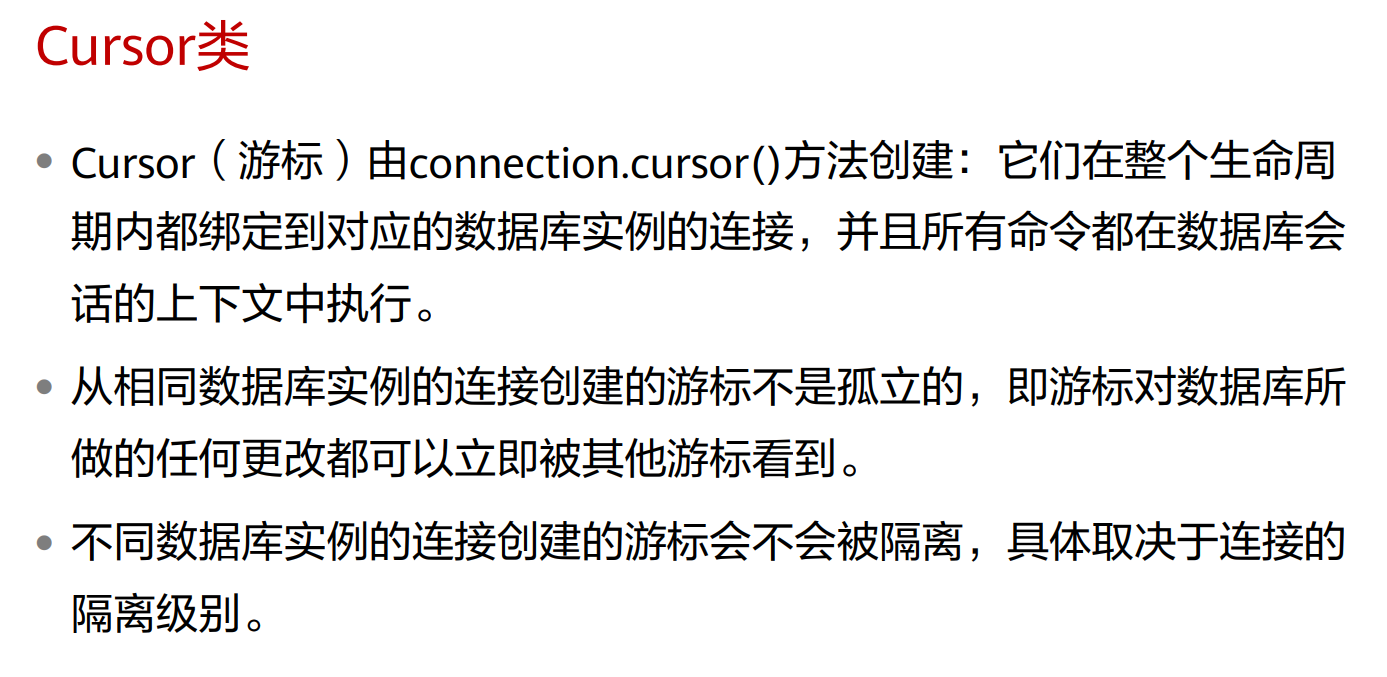 Cursor类
• Cursor（游标）由connection.cursor()方法创建：它们在整个生命周
期内都绑定到对应的数据库实例的连接，并且所有命令都在数据库会
话的上下文中执行。
• 从相同数据库实例的连接创建的游标不是孤立的，即游标对数据库所
做的任何更改都可以立即被其他游标看到。
• 不同数据库实例的连接创建的游标会不会被隔离，具体取决于连接的
隔离级别。